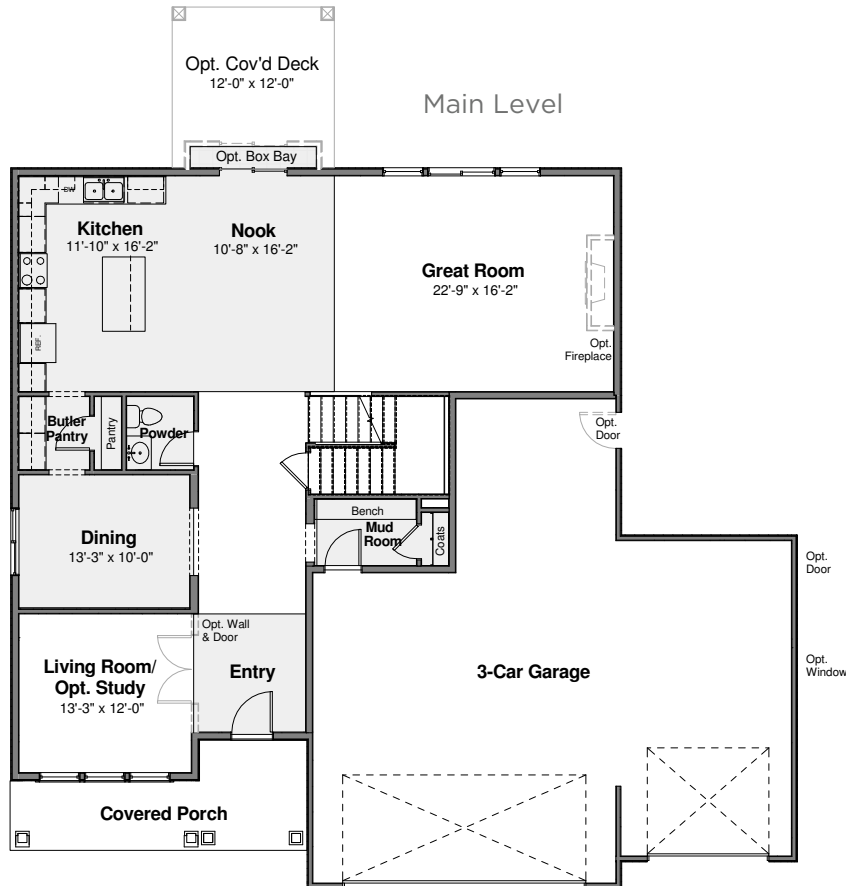 Opt. Cov'd Deck
12'-0" x 12'-0"
Main Level
Opt. Box Bay
DW
Kitchen
11'-10" x 16'-2"
Nook
10'-8" x 16'-2"
Great Room
22'-9" x 16'-2"
REF.
Opt.
Fireplace
Butler
Pantry
Pantry
Powder
Opt.
Door
Bench
Mud
Room
Coats
Dining
13'-3" x 10'-0"
Opt.
Door
Opt. Wall
& Door
Living Room/
Opt. Study
13'-3" x 12'-0"
Entry
3-Car Garage
Opt.
Window
Covered Porch